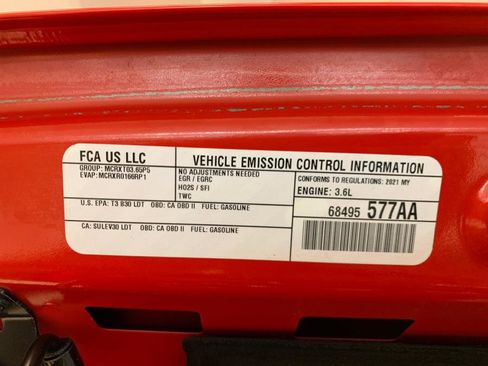 FCA US LLC
VEHICLE EMISSION CONTROL INFORMATION
GROUP: MCRXT03.65P5
EVAP: MCRXR0166RP1
NO ADJUSTMENTS NEEDED
EGR / EGRC
HO2S / SFI
TWC
CONFORMS TO REGULATIONS: 2021 MY
ENGINE: 3.6L
U.S. EPA: T3 B30 LDT OBD: CA OBD II FUEL: GASOLINE
CA: SULEV30 LDT OBD: CA OBD II FUEL: GASOLINE
68495 577AA